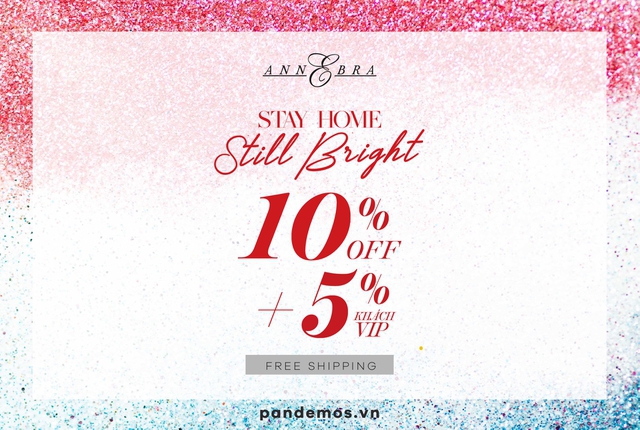 ANNEBRA
STAY HOME
Still Bright
10% OFF
+ 5% KHÁCH VIP
FREE SHIPPING
pandemos.vn